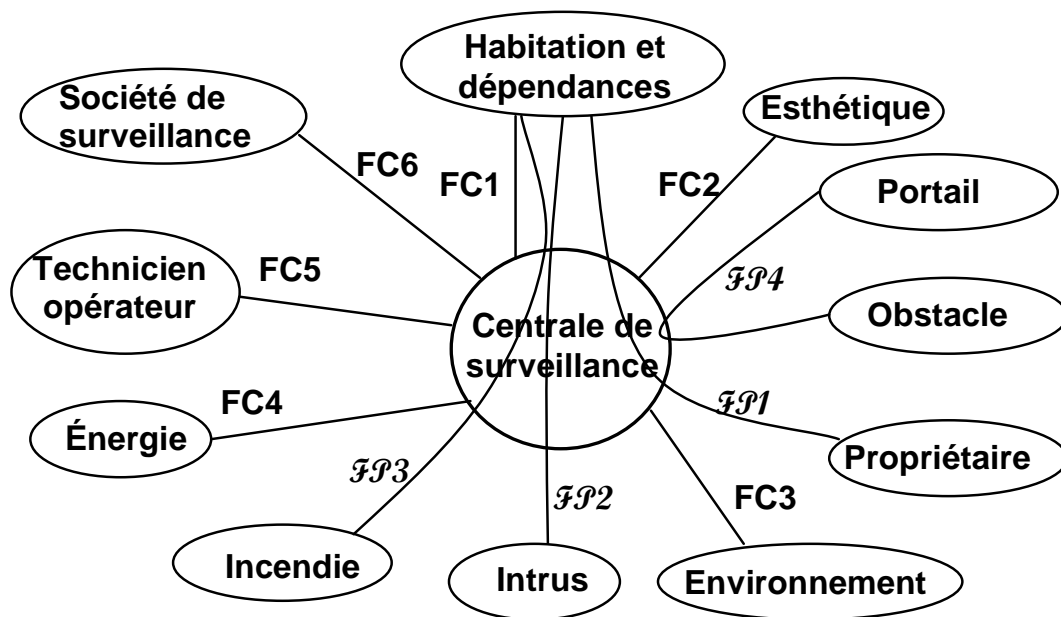 Habitation et
dépendances
Société de
surveillance
Esthétique
FC6
FC1
FC2
Portail
Technicien
opérateur
FC5
FP4
Obstacle
Centrale de
surveillance
FC4
FP1
Énergie
Propriétaire
FP3
FP2
FC3
Incendie
Intrus
Environnement